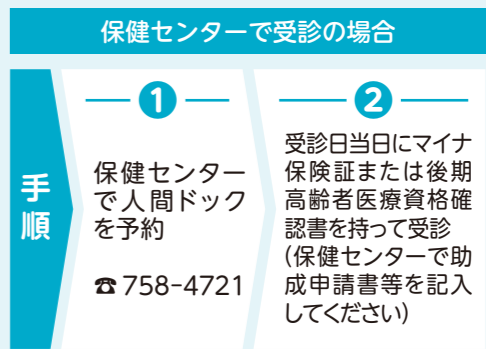 保健センターで受診の場合
手順
1
保健センター
で人間ドック
を予約
☎758-4721
2
受診日当日にマイナ
保険証または後期
高齢者医療資格確
認書を持って受診
(保健センターで助
成申請書等を記入
してください)